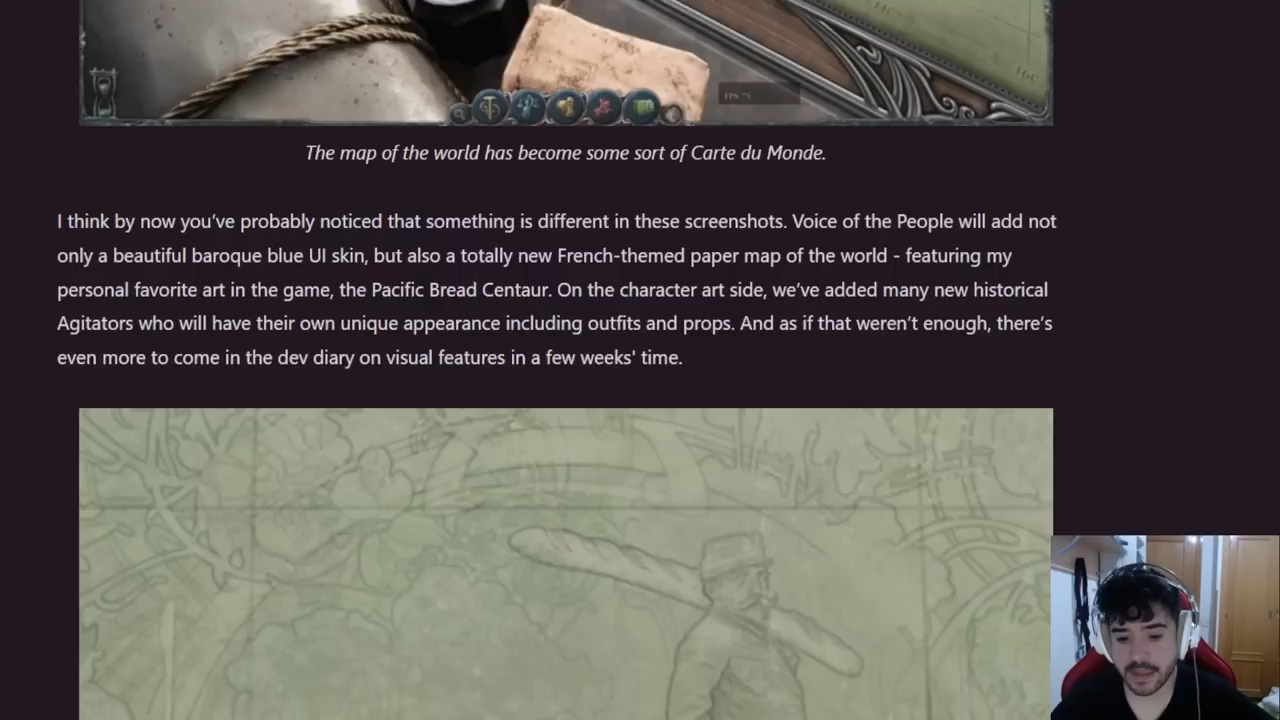 FPS 75
The map of the world has become some sort of Carte du Monde.
I think by now you’ve probably noticed that something is different in these screenshots. Voice of the People will add not
only a beautiful baroque blue UI skin, but also a totally new French-themed paper map of the world - featuring my
personal favorite art in the game, the Pacific Bread Centaur. On the character art side, we’ve added many new historical
Agitators who will have their own unique appearance including outfits and props. And as if that weren’t enough, there’s
even more to come in the dev diary on visual features in a few weeks' time.